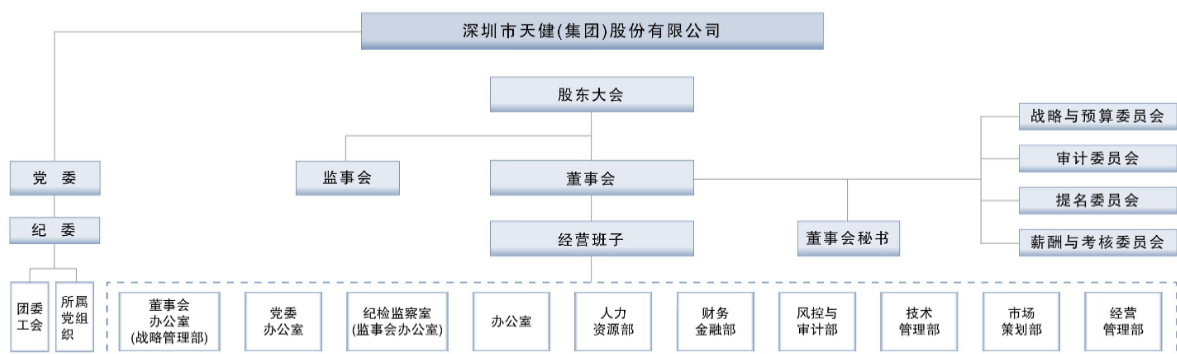 深圳市天健(集团)股份有限公司
股东大会
战略与预算委员会
审计委员会
党 委
监事会
董事会
提名委员会
纪 委
经营班子
董事会秘书
薪酬与考核委员会
团委
工会
所属
党组
织
董事会
办公室
(战略管理部)
党委
办公室
纪检监察室
(监事会办公室)
办公室
人力
资源部
财务
金融部
风控与
审计部
技术
管理部
市场
策划部
经营
管理部